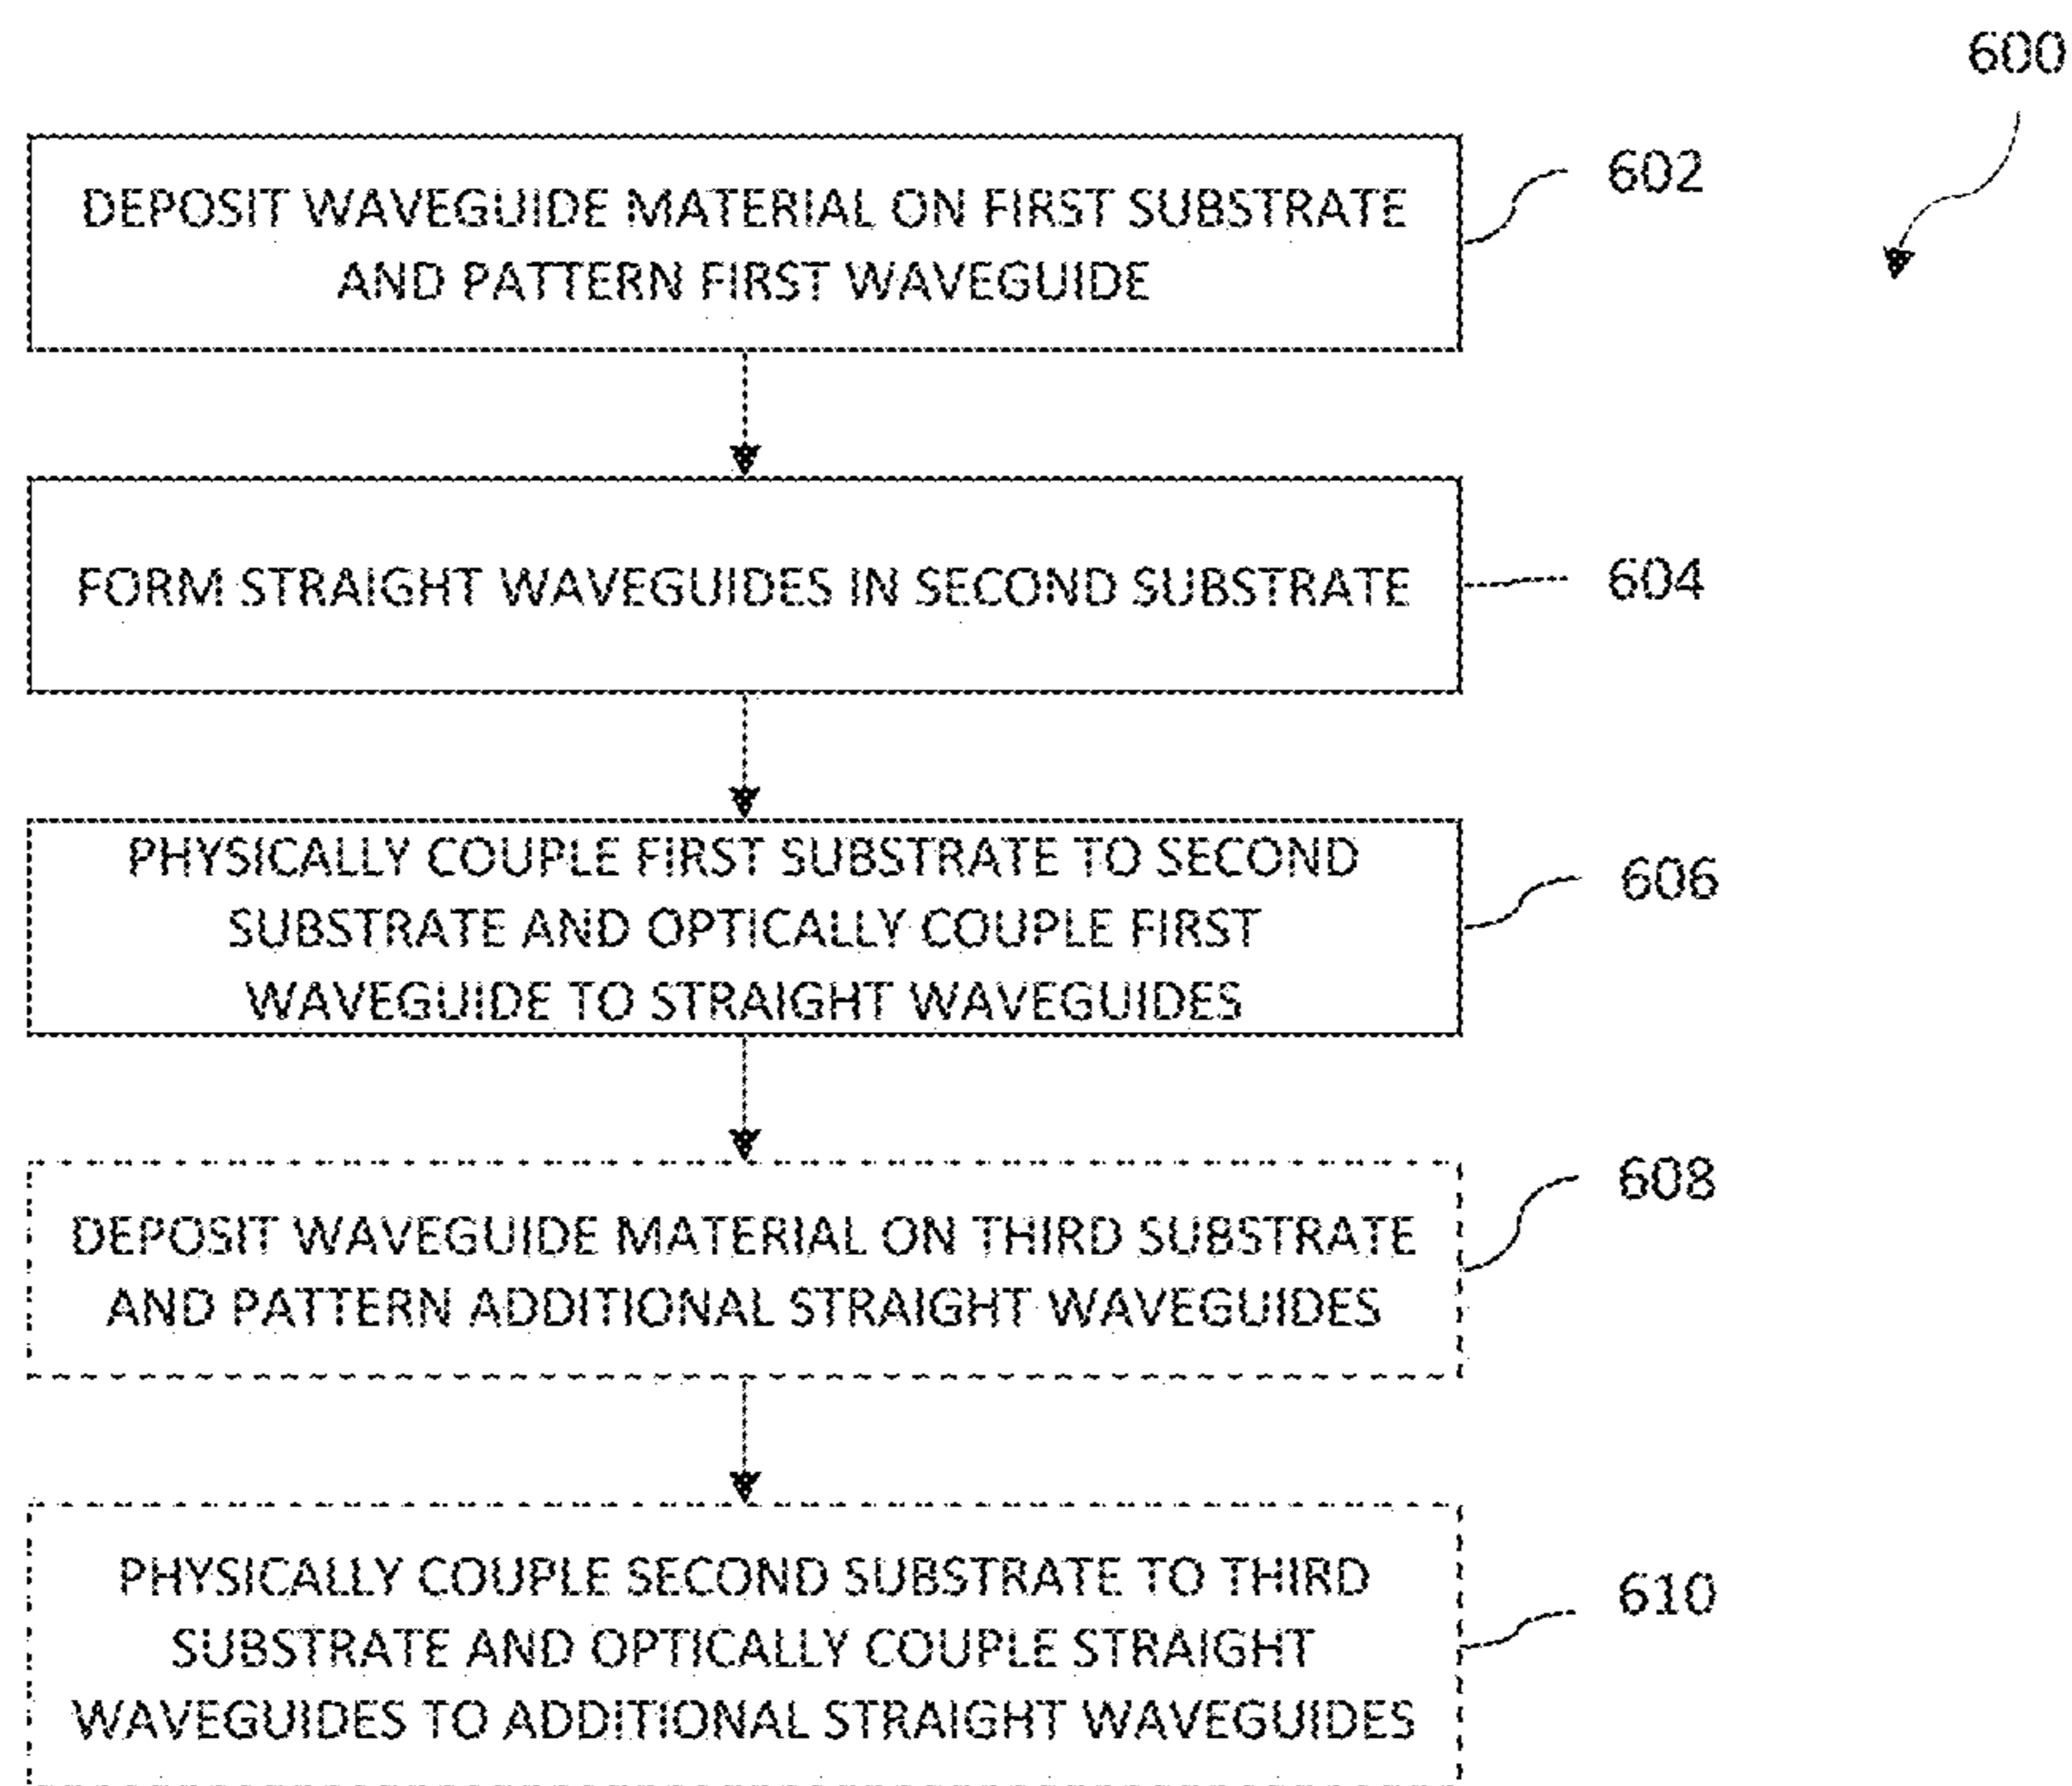 600
DEPOSIT WAVEGUIDE MATERIAL ON FIRST SUBSTRATE
AND PATTERN FIRST WAVEGUIDE
602
FORM STRAIGHT WAVEGUIDES IN SECOND SUBSTRATE
604
PHYSICALLY COUPLE FIRST SUBSTRATE TO SECOND
SUBSTRATE AND OPTICALLY COUPLE FIRST
WAVEGUIDE TO STRAIGHT WAVEGUIDES
606
DEPOSIT WAVEGUIDE MATERIAL ON THIRD SUBSTRATE
AND PATTERN ADDITIONAL STRAIGHT WAVEGUIDES
608
PHYSICALLY COUPLE SECOND SUBSTRATE TO THIRD
SUBSTRATE AND OPTICALLY COUPLE STRAIGHT
WAVEGUIDES TO ADDITIONAL STRAIGHT WAVEGUIDES
610